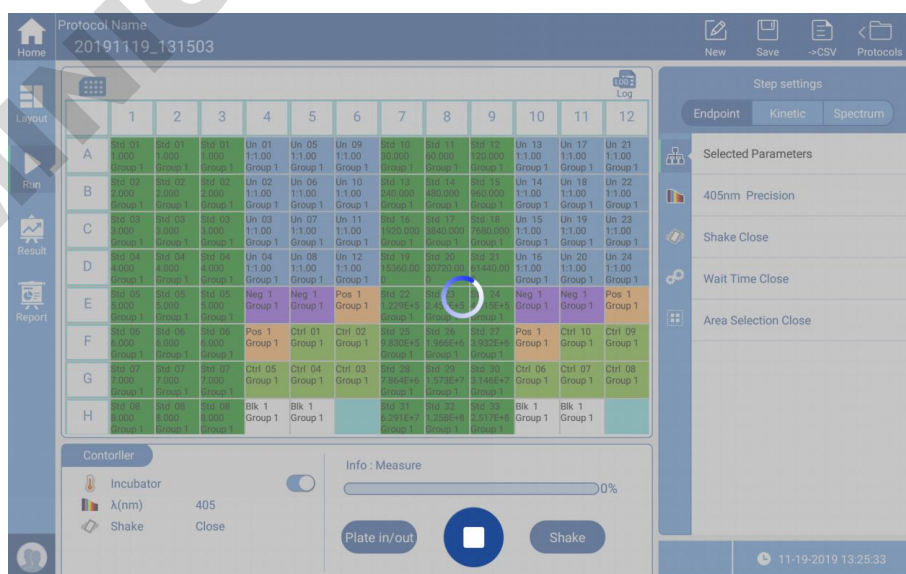 Protocol Name
20191119_131503
Home
New Save ->CSV Protocols
Layout
Run
Result
Report
Log
1 2 3 4 5 6 7 8 9 10 11 12
A
Std 01 Std 01 Std 01 Un 01 Un 05 Un 09 Std 10 Std 11 Std 12 Un 13 Un 17 Un 21
1.000 1.000 1.000 1:1.00 1:1.00 1:1.00 30.000 60.000 120.000 1:1.00 1:1.00 1:1.00
Group 1 Group 1 Group 1 Group 1 Group 1 Group 1 Group 1 Group 1 Group 1 Group 1 Group 1 Group 1
B
Std 02 Std 02 Std 02 Un 02 Un 06 Un 10 Std 13 Std 14 Std 15 Un 14 Un 18 Un 22
2.000 2.000 2.000 1:1.00 1:1.00 1:1.00 240.000 480.000 960.000 1:1.00 1:1.00 1:1.00
Group 1 Group 1 Group 1 Group 1 Group 1 Group 1 Group 1 Group 1 Group 1 Group 1 Group 1 Group 1
C
Std 03 Std 03 Std 03 Un 03 Un 07 Un 11 Std 16 Std 17 Std 18 Un 15 Un 19 Un 23
3.000 3.000 3.000 1:1.00 1:1.00 1:1.00 1920.000 3840.000 7680.000 1:1.00 1:1.00 1:1.00
Group 1 Group 1 Group 1 Group 1 Group 1 Group 1 Group 1 Group 1 Group 1 Group 1 Group 1 Group 1
D
Std 04 Std 04 Std 04 Un 04 Un 08 Un 12 Std 19 Std 20 Std 21 Un 16 Un 20 Un 24
4.000 4.000 4.000 1:1.00 1:1.00 1:1.00 15360.00 30720.00 61440.00 1:1.00 1:1.00 1:1.00
Group 1 Group 1 Group 1 Group 1 Group 1 Group 1 0 0 Group 1 Group 1 Group 1
E
Std 05 Std 05 Std 05 Neg 1 Neg 1 Pos 1 Std 22 Std 23 24 Neg 1 Neg 1 Pos 1
5.000 5.000 5.000 Group 1 Group 1 Group 1 1.229E+5 Group 1 Group 1 Group 1
Group 1 Group 1 Group 1 Group 1 Group 1 Group 1
F
Std 06 Std 06 Std 06 Pos 1 Ctrl 01 Ctrl 02 Std 25 Std 26 Std 27 Pos 1 Ctrl 10 Ctrl 09
6.000 6.000 6.000 Group 1 Group 1 Group 1 9.830E+5 1.966E+6 3.932E+6 Group 1 Group 1 Group 1
Group 1 Group 1 Group 1 Group 1 Group 1 Group 1
G
Std 07 Std 07 Std 07 Ctrl 05 Ctrl 04 Ctrl 03 Std 28 Std 29 Std 30 Ctrl 06 Ctrl 07 Ctrl 08
7.000 7.000 7.000 Group 1 Group 1 Group 1 7.864E+6 1.573E+7 3.146E+7 Group 1 Group 1 Group 1
Group 1 Group 1 Group 1 Group 1 Group 1 Group 1
H
Std 08 Std 08 Std 08 Blk 1 Blk 1 Std 31 Std 32 Std 33 Blk 1 Blk 1
8.000 8.000 8.000 Group 1 Group 1 6.291E+7 1.258E+8 2.517E+8 Group 1 Group 1
Group 1 Group 1 Group 1 Group 1 Group 1 Group 1
Step settings
Endpoint Kinetic Spectrum
Selected Parameters
405nm Precision
Shake Close
Wait Time Close
Area Selection Close
Contorller
Incubator
λ(nm) 405
Shake Close
Info : Measure
0%
Plate in/out Shake
11-19-2019 13:25:33